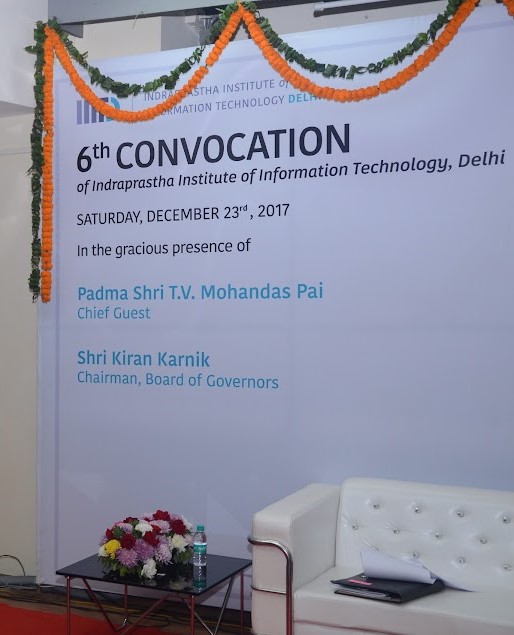 INDRAPRASTHA INSTITUTE of
INFORMATION TECHNOLOGY DELHI
6th CONVOCATION
of Indraprastha Institute of Information Technology, Delhi
SATURDAY, DECEMBER 23rd, 2017
In the gracious presence of
Padma Shri T.V. Mohandas Pai
Chief Guest
Shri Kiran Karnik
Chairman, Board of Governors